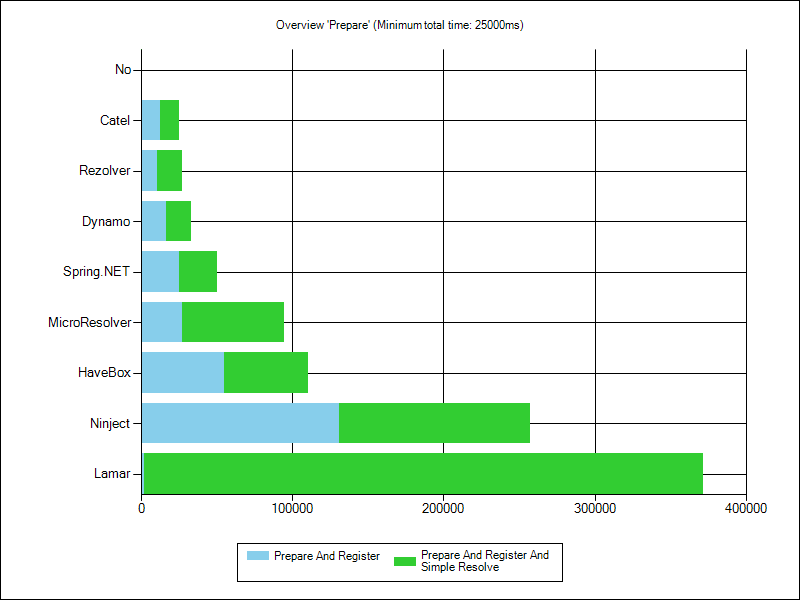 Overview 'Prepare' (Minimum total time: 25000ms)
No
Catel
Rezolver
Dynamo
Spring.NET
MicroResolver
HaveBox
Ninject
Lamar
0 100000 200000 300000 400000
Prepare And Register
Prepare And Register And
Simple Resolve